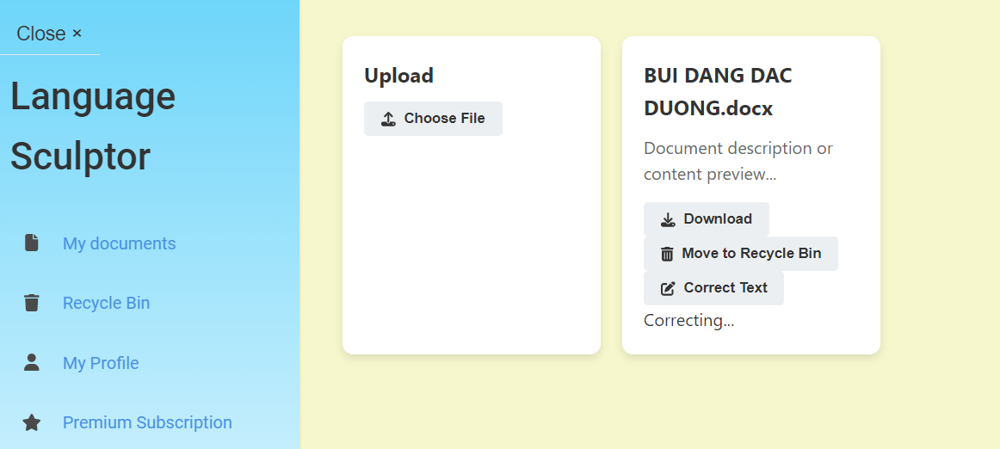 Close ×
Language
Sculptor
My documents
Recycle Bin
My Profile
Premium Subscription
Upload
Choose File
BUI DANG DAC
DUONG.docx
Document description or
content preview...
Download
Move to Recycle Bin
Correct Text
Correcting...